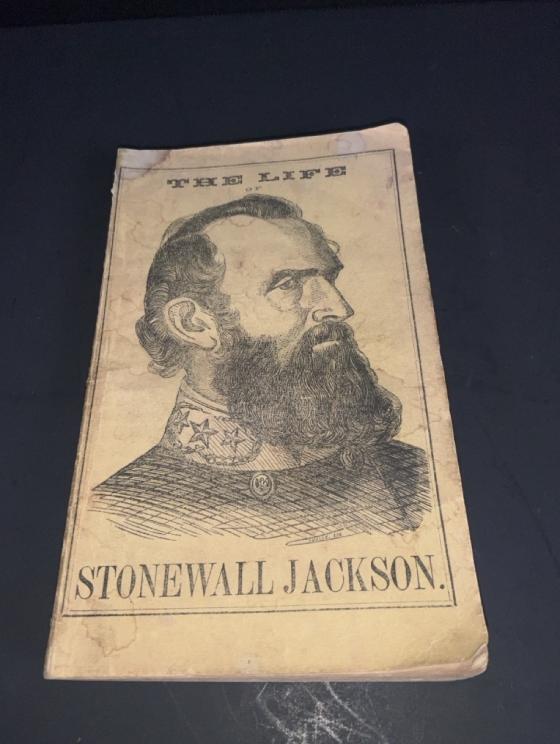 THE LIFE
OF
STONEWALL JACKSON.